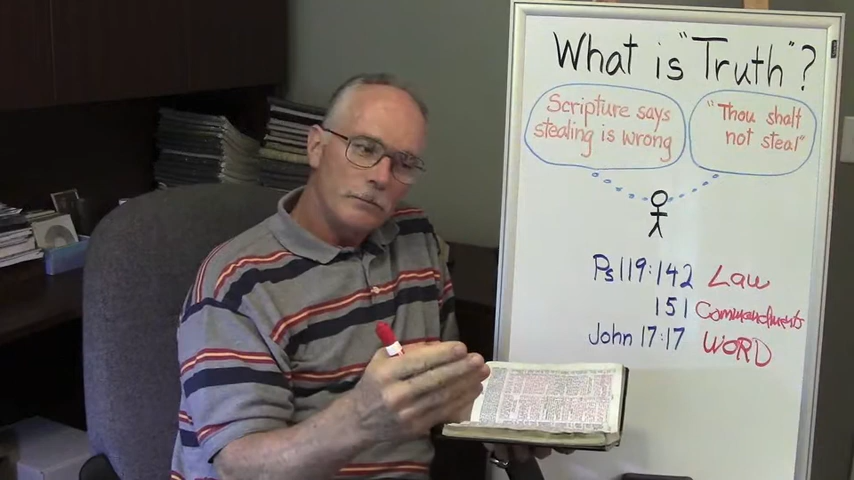 What is "Truth"?
Scripture says
stealing is wrong
"Thou shalt
not steal"
Ps 119:142 Law
151 Commandments
John 17:17 WORD